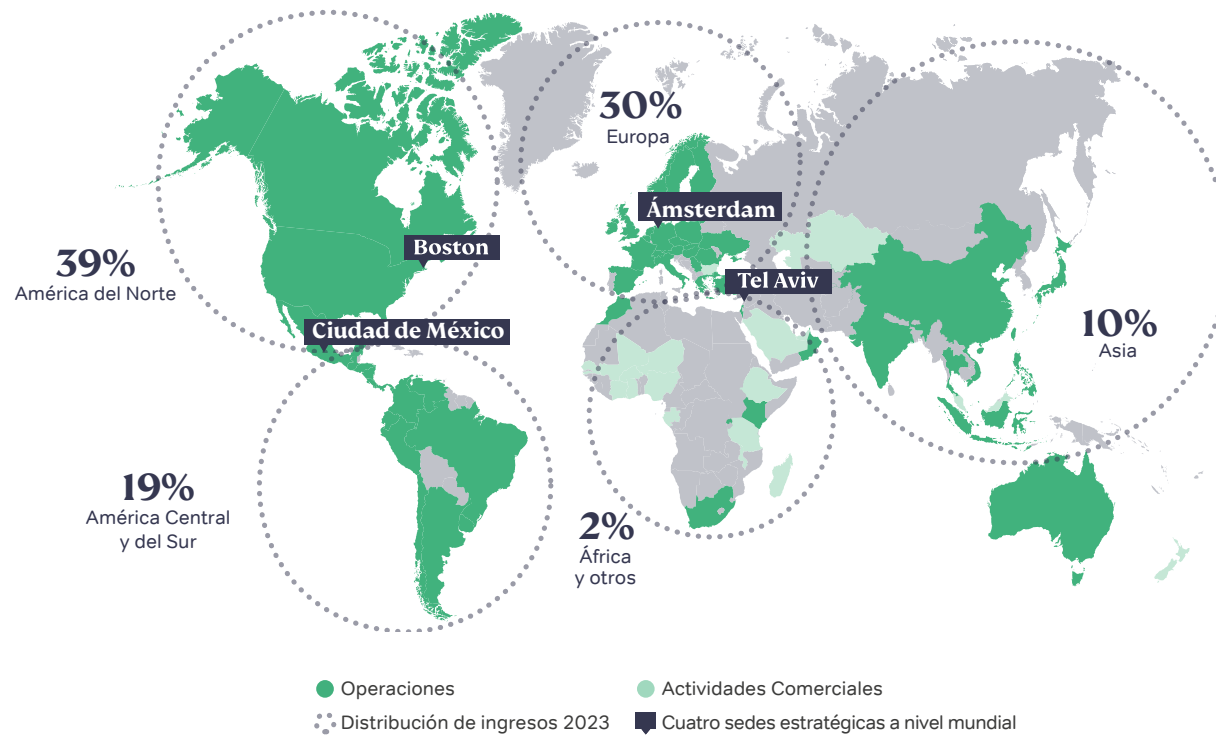 30%
Europa
Ámsterdam
Boston
39%
América del Norte
Tel Aviv
Ciudad de México
10%
Asia
19%
América Central
y del Sur
2%
África
y otros
Operaciones
Actividades Comerciales
Distribución de ingresos 2023
Cuatro sedes estratégicas a nivel mundial